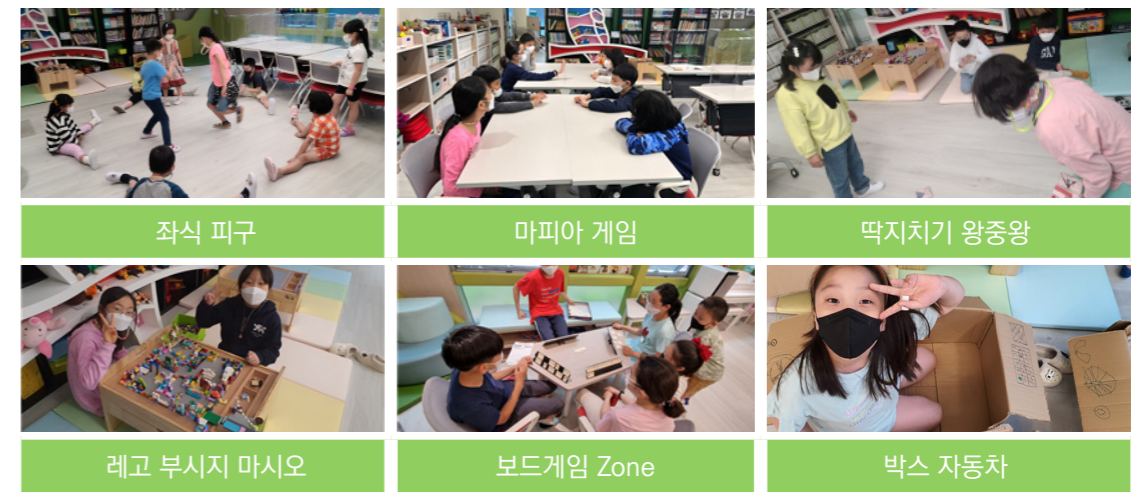 좌식 피구
마피아 게임
딱지치기 왕중왕
레고 부시지 마시오
보드게임 Zone
박스 자동차